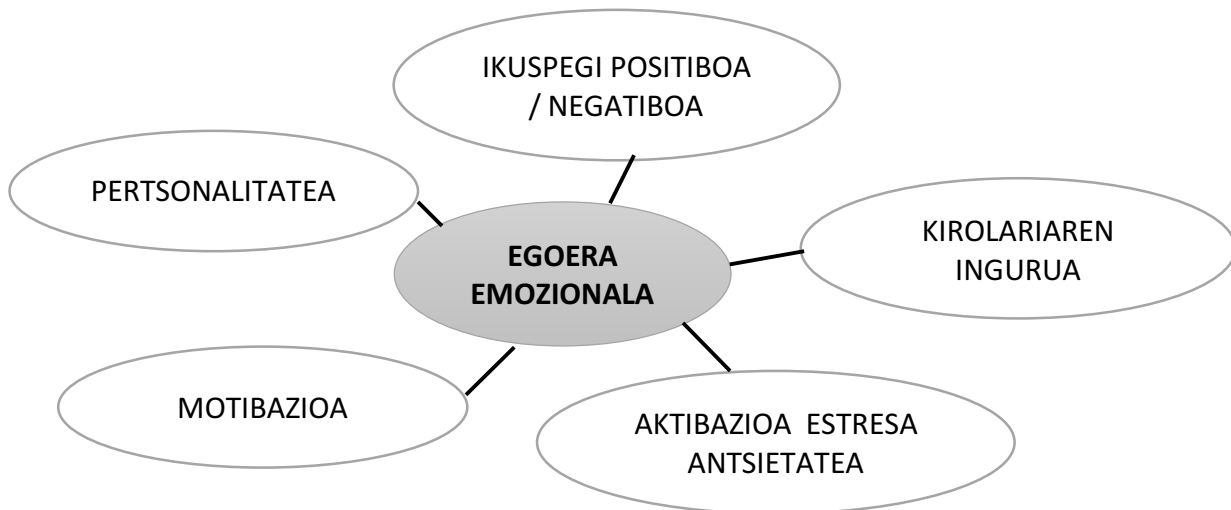 IKUSPEGI POSITIBOA
/ NEGATIBOA
PERTSONALITATEA
KIROLARIAREN
INGURUA
EGOERA
EMOZIONALA
MOTIBAZIOA
AKTIBAZIOA ESTRESA
ANTSIETATEA